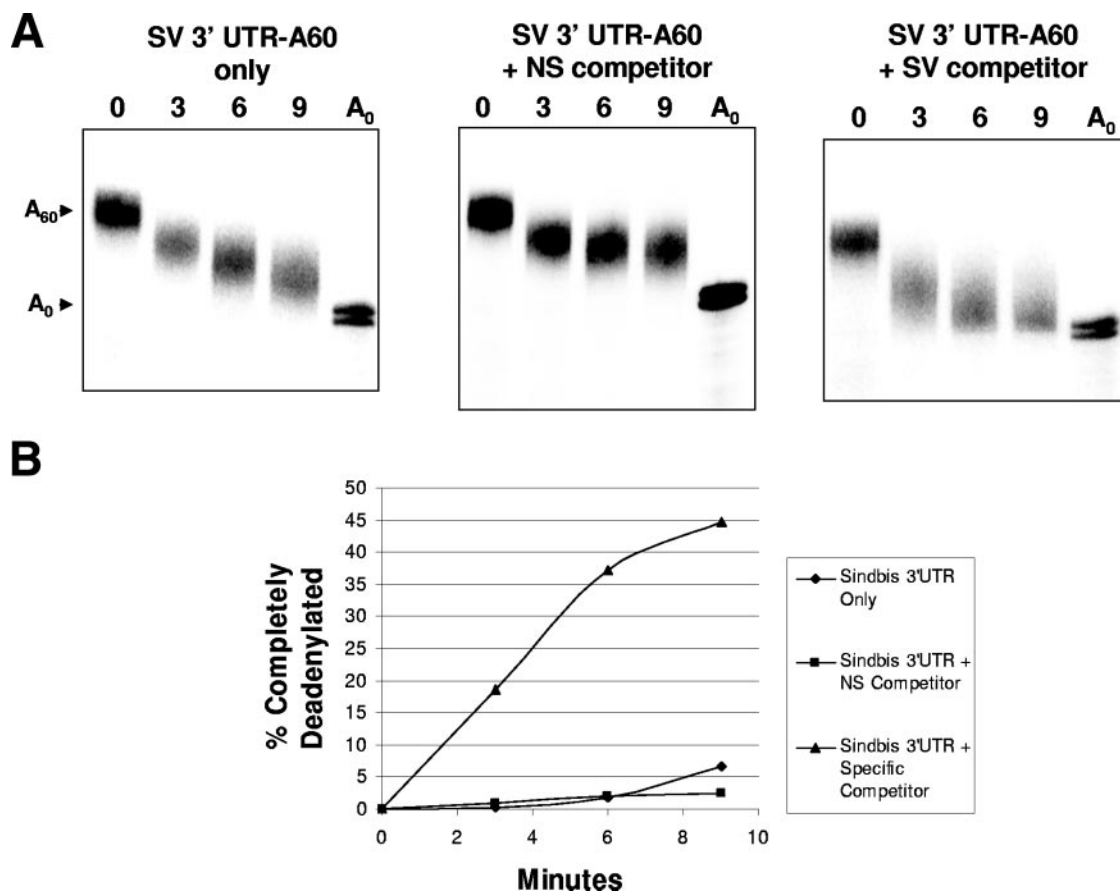 A
SV 3' UTR-A60
only
0 3 6 9 A₀
A₆₀
A₀
SV 3' UTR-A60
+ NS competitor
0 3 6 9 A₀
SV 3' UTR-A60
+ SV competitor
0 3 6 9 A₀
B
% Completely
Deadenylated
50
45
40
35
30
25
20
15
10
5
0
0 2 4 6 8 10
Minutes
Sindbis 3'UTR
Only
Sindbis 3'UTR +
NS Competitor
Sindbis 3'UTR +
Specific
Competitor